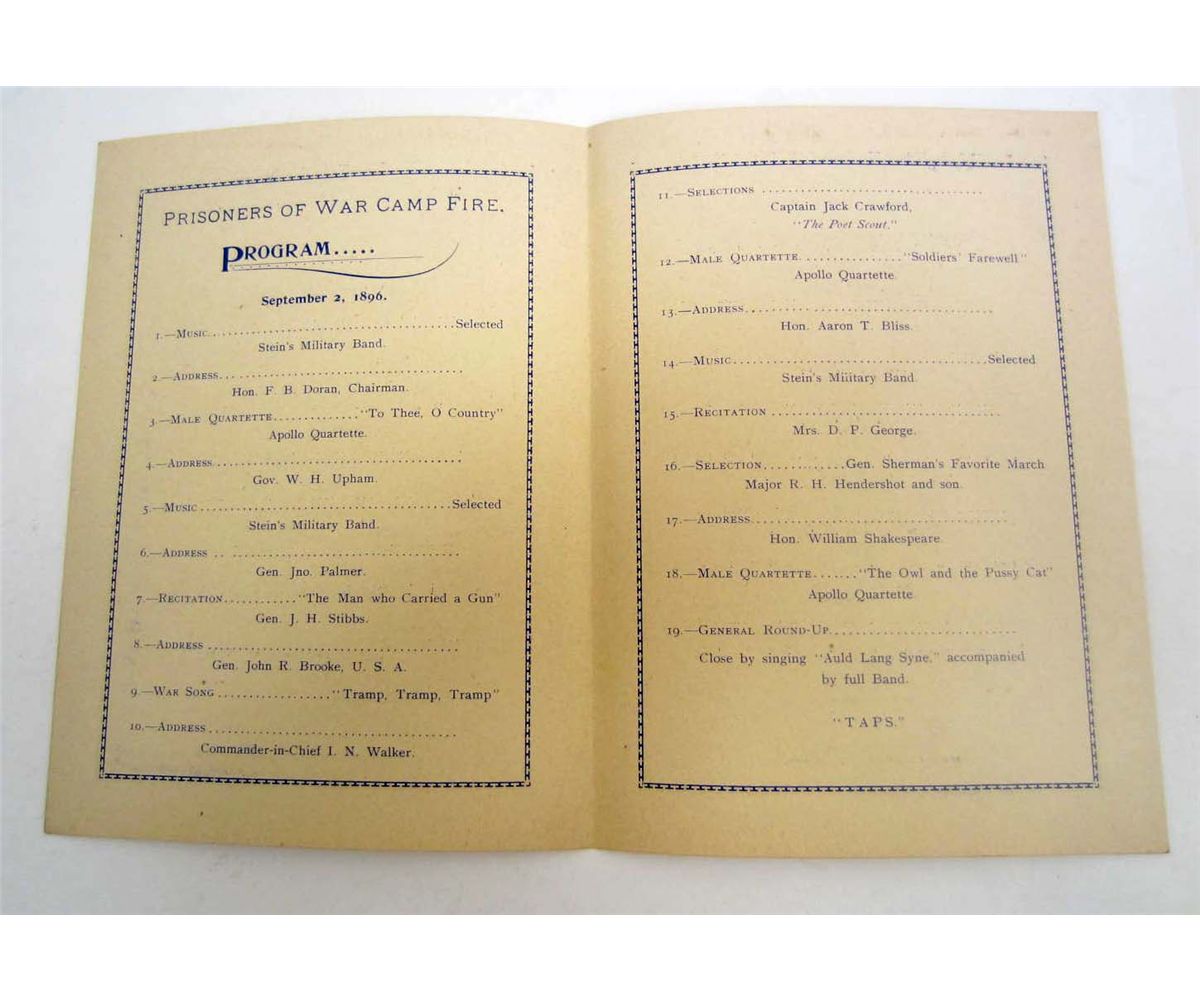 PRISONERS OF WAR CAMP FIRE.
PROGRAM.....
September 2, 1896.
1.—MUSIC..........Selected
Stein's Military Band.
2.—ADDRESS..........
Hon. F. B. Doran, Chairman.
3.—MALE QUARTETTE.............."To Thee, O Country"
Apollo Quartette.
4.—ADDRESS..........
Gov. W. H. Upham.
5.—MUSIC..........Selected
Stein's Military Band.
6.—ADDRESS..........
Gen. Jno. Palmer.
7.—RECITATION............"The Man who Carried a Gun"
Gen. J. H. Stibbs.
8.—ADDRESS..........
Gen. John R. Brooke, U. S. A.
9.—WAR SONG.................."Tramp, Tramp, Tramp"
10.—ADDRESS..........
Commander-in-Chief I. N. Walker.
11.—SELECTIONS..........
Captain Jack Crawford,
"The Poet Scout."
12.—MALE QUARTETTE................"Soldiers' Farewell"
Apollo Quartette.
13.—ADDRESS..........
Hon. Aaron T. Bliss.
14.—MUSIC..........Selected
Stein's Military Band.
15.—RECITATION..........
Mrs. D. P. George.
16.—SELECTION............Gen. Sherman's Favorite March
Major R. H. Hendershot and son.
17.—ADDRESS..........
Hon. William Shakespeare.
18.—MALE QUARTETTE......."The Owl and the Pussy Cat"
Apollo Quartette
19.—GENERAL ROUND-UP..........
Close by singing "Auld Lang Syne," accompanied
by full Band.
"TAPS."